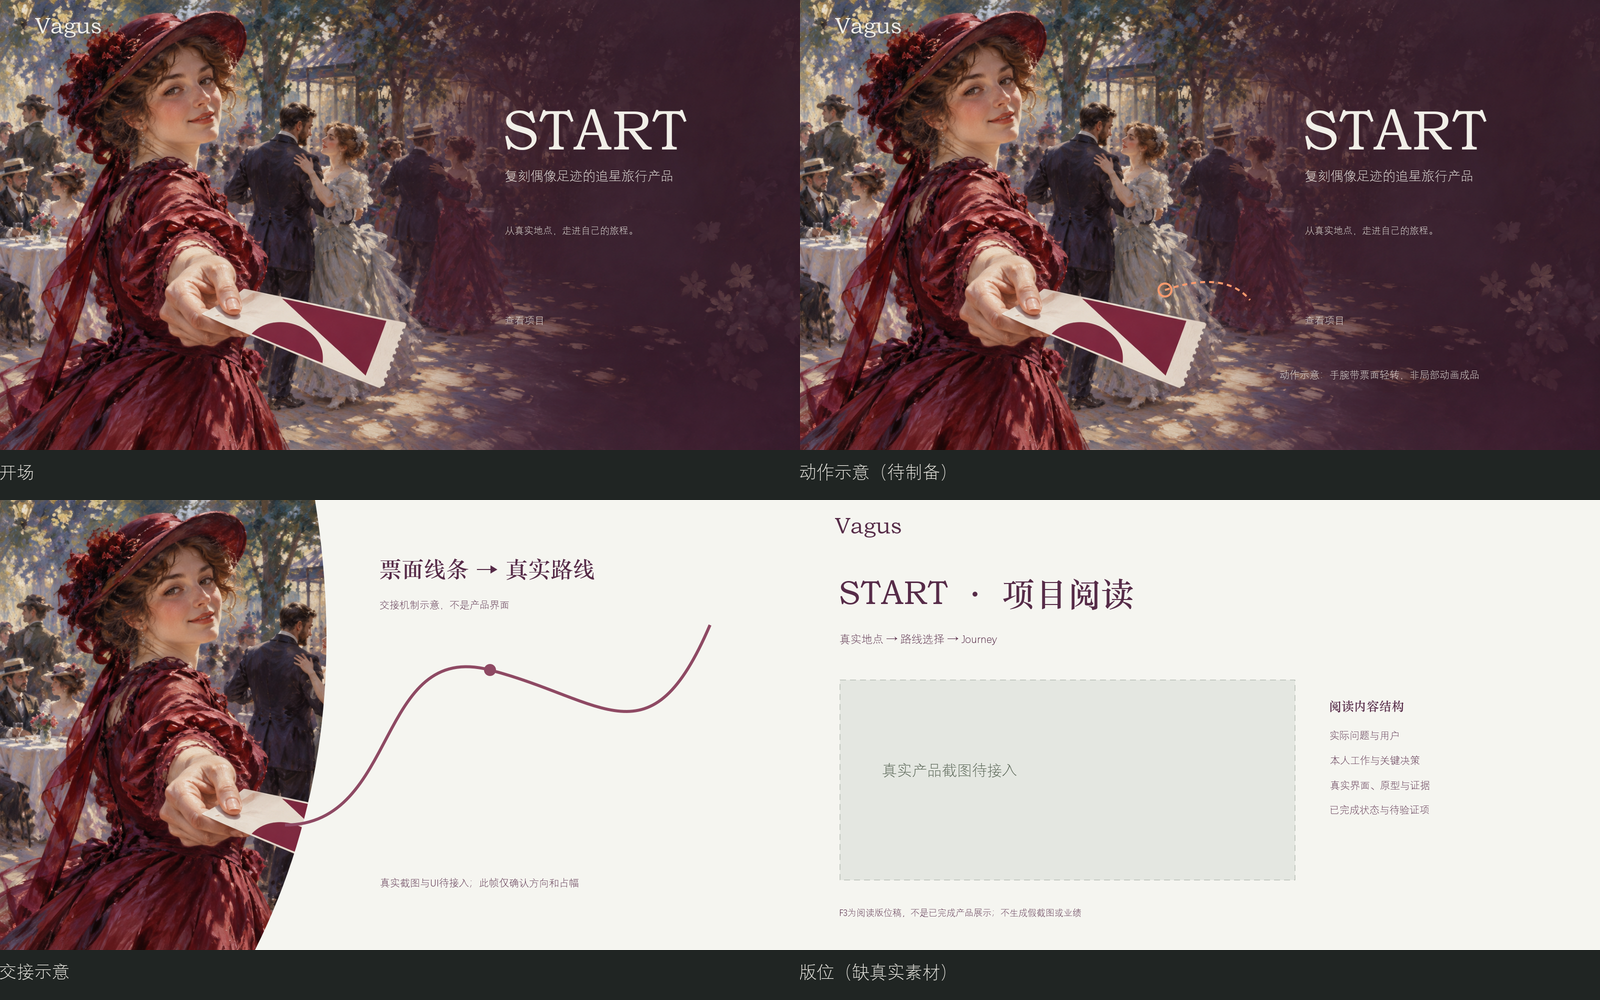 Vagus
START
复刻偶像足迹的追星旅行产品
从真实地点，走进自己的旅程。
查看项目
开场
Vagus
START
复刻偶像足迹的追星旅行产品
从真实地点，走进自己的旅程。
查看项目
动作示意 手腕带票面轻转，非局部动画成品
动作示意（待制备）
票面线条 → 真实路线
交接机制示意，不是产品界面
真实截图与UI待接入；此帧仅确认方向和占幅
交接示意
Vagus
START · 项目阅读
真实地点 → 路线选择 → Journey
真实产品截图待接入
阅读内容结构
实际问题与用户
本人工作与关键决策
真实界面、原型与证据
已完成状态与待验证项
F3为阅读版位稿，不是已完成产品展示；不生成假截图或业绩
版位（缺真实素材）